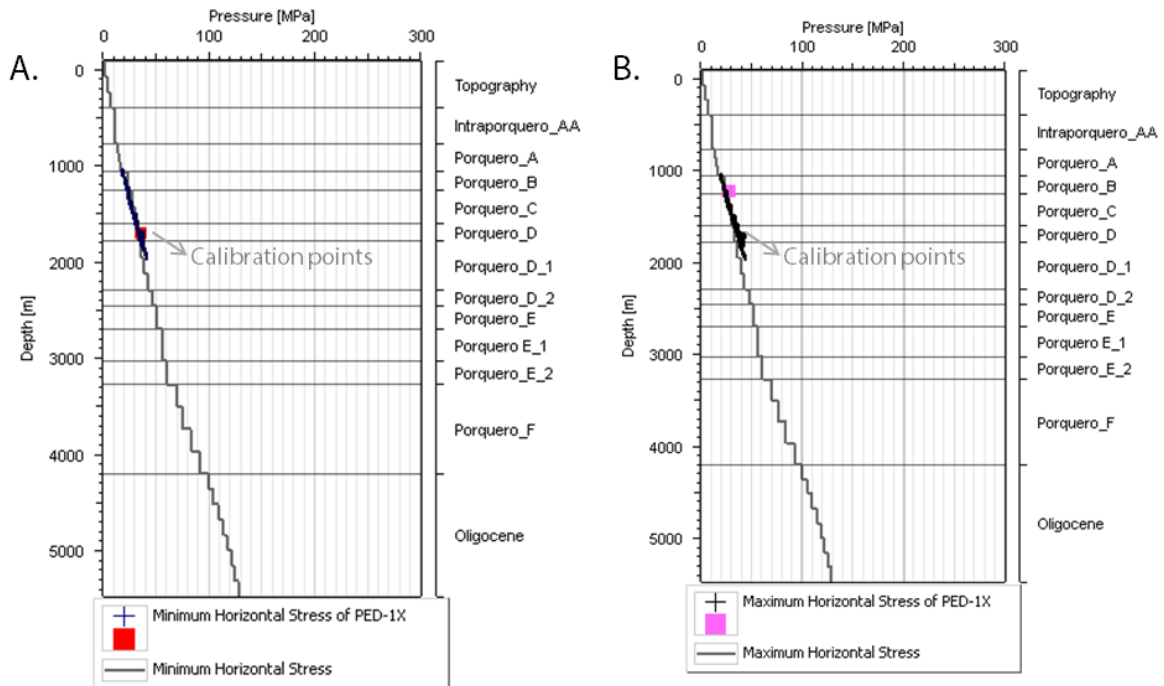 A.
Pressure [MPa]
0 100 200 300
Depth [m]
0
1000
2000
3000
4000
5000
Topography
Intraporquero_AA
Porquero_A
Porquero_B
Porquero_C
Porquero_D
Porquero_D_1
Porquero_D_2
Porquero_E
Porquero E_1
Porquero_E_2
Porquero_F
Oligocene
Calibration points
Minimum Horizontal Stress of PED-1X
Minimum Horizontal Stress
B.
Pressure [MPa]
0 100 200 300
Depth [m]
0
1000
2000
3000
4000
5000
Topography
Intraporquero_AA
Porquero_A
Porquero_B
Porquero_C
Porquero_D
Porquero_D_1
Porquero_D_2
Porquero_E
Porquero E_1
Porquero_E_2
Porquero_F
Oligocene
Calibration points
Maximum Horizontal Stress of PED-1X
Maximum Horizontal Stress